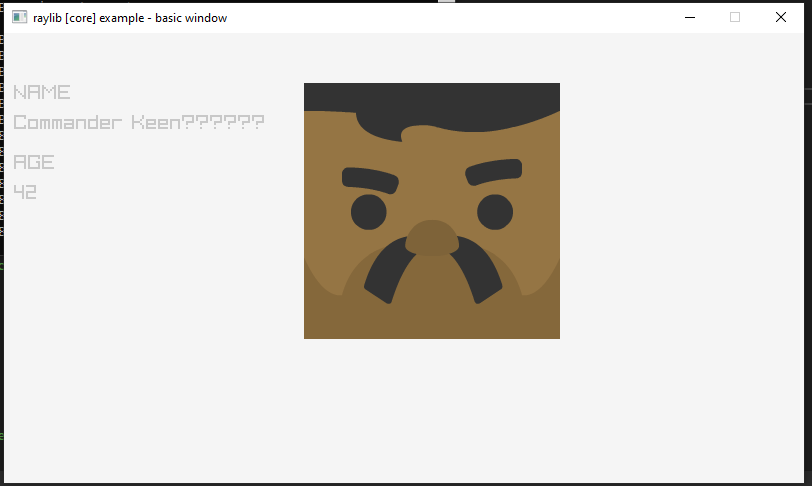 raylib [core] example - basic window
NAME
Commander Keen??????
AGE
42